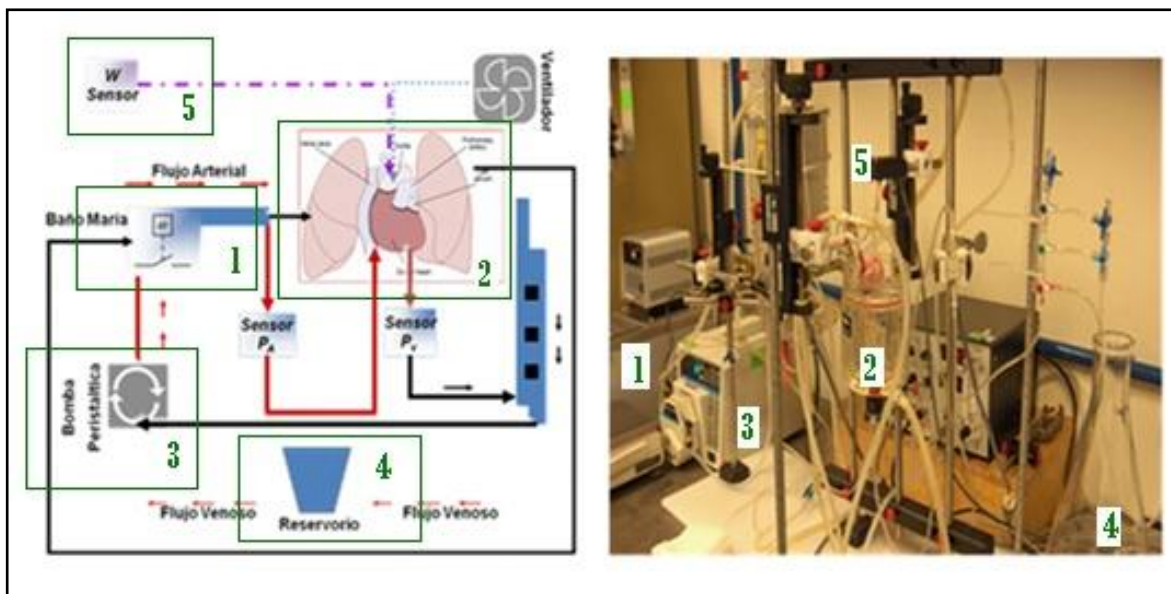 W
Sensor
5
Ventilador
Flujo Arterial
Baño Maria
1
2
Sensor
PA
Sensor
PV
Bomba
Peristáltica
3
4
Flujo Venoso
Reservorio
Flujo Venoso
5
1
2
3
4